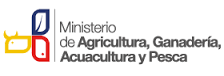 Ministerio
de Agricultura, Ganadería,
Acuacultura y Pesca